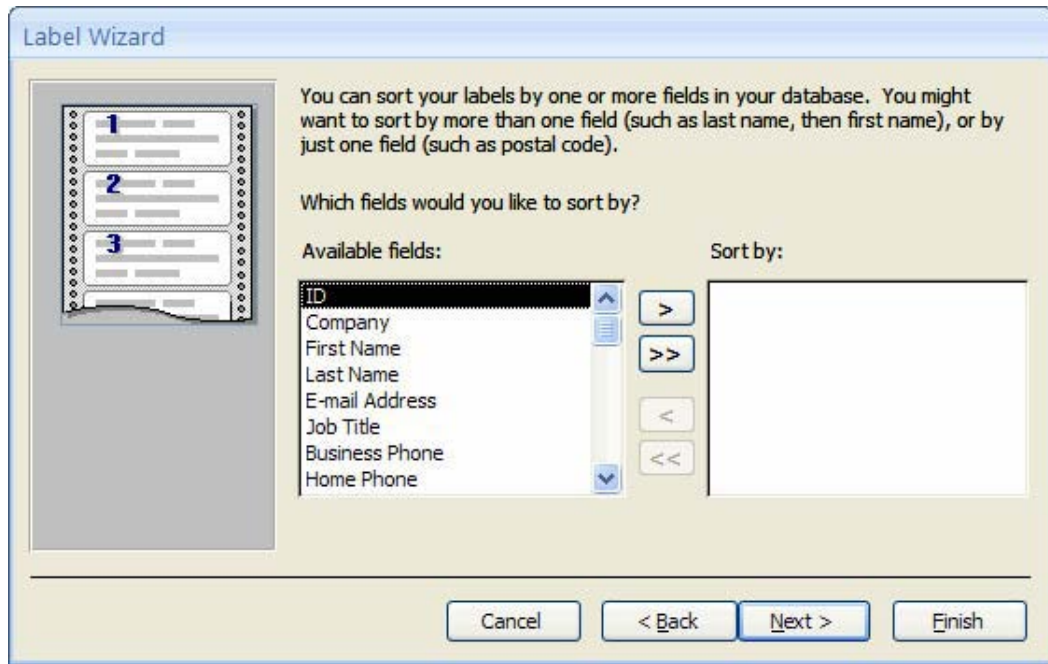 Label Wizard
1
2
3
You can sort your labels by one or more fields in your database. You might
want to sort by more than one field (such as last name, then first name), or by
just one field (such as postal code).
Which fields would you like to sort by?
Available fields:
Sort by:
ID
Company
First Name
Last Name
E-mail Address
Job Title
Business Phone
Home Phone
>
>>
<
<<
Cancel
< Back
Next >
Finish